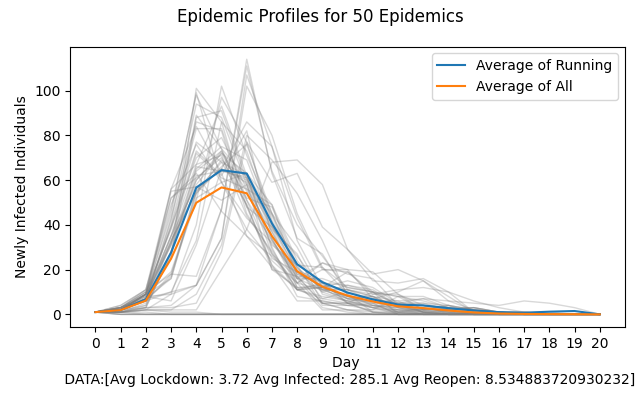 Epidemic Profiles for 50 Epidemics
Average of Running
Average of All
Newly Infected Individuals
100
80
60
40
20
0
0 1 2 3 4 5 6 7 8 9 10 11 12 13 14 15 16 17 18 19 20
Day
DATA:[Avg Lockdown: 3.72 Avg Infected: 285.1 Avg Reopen: 8.534883720930232]